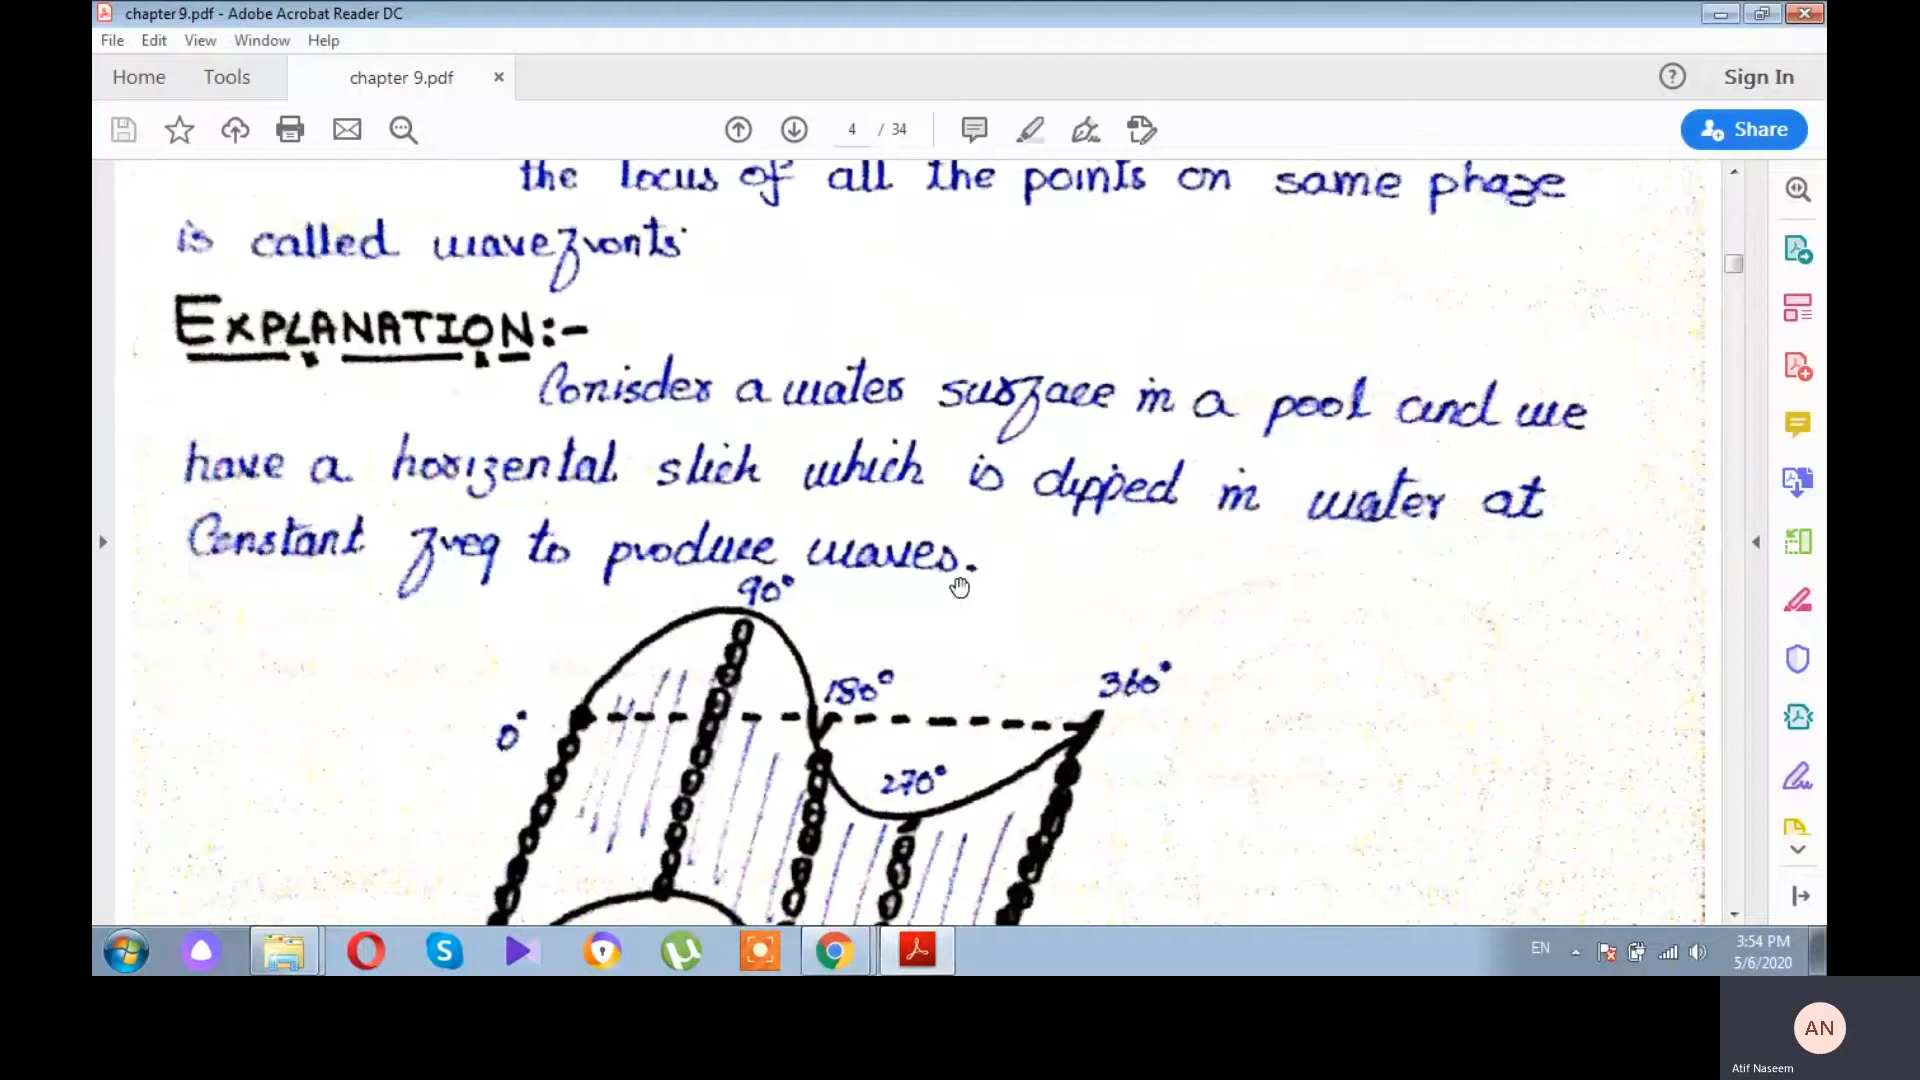 chapter 9.pdf - Adobe Acrobat Reader DC
File Edit View Window Help
Home Tools chapter 9.pdf × Sign In
4 / 34 Share
the locus of all the points on same phase
is called wavefronts
EXPLANATION:-
Conisder a water surface in a pool and we
have a horizental stick which is dipped in water at
Constant freq to produce waves.
90°
180°
360°
0°
270°
EN 3:54 PM
5/6/2020
AN
Atif Naseem